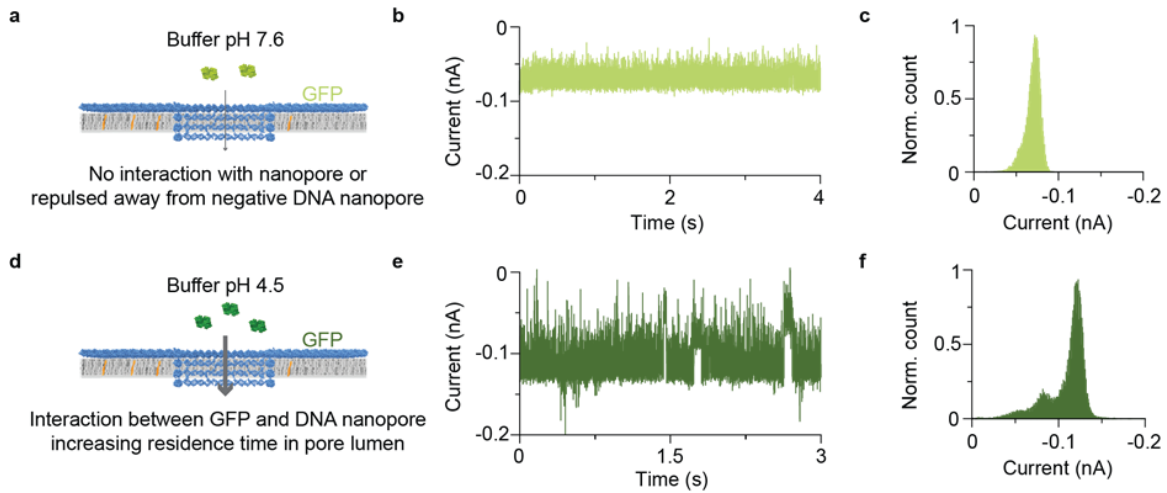 a
Buffer pH 7.6
GFP
No interaction with nanopore or
repulsed away from negative DNA nanopore
b
0
-0.1
-0.2
Current (nA)
0
2
4
Time (s)
c
1
0.5
0
Norm. count
0
-0.1
-0.2
Current (nA)
d
Buffer pH 4.5
GFP
Interaction between GFP and DNA nanopore
increasing residence time in pore lumen
e
0
-0.1
-0.2
Current (nA)
0
1.5
3
Time (s)
f
1
0.5
0
Norm. count
0
-0.1
-0.2
Current (nA)